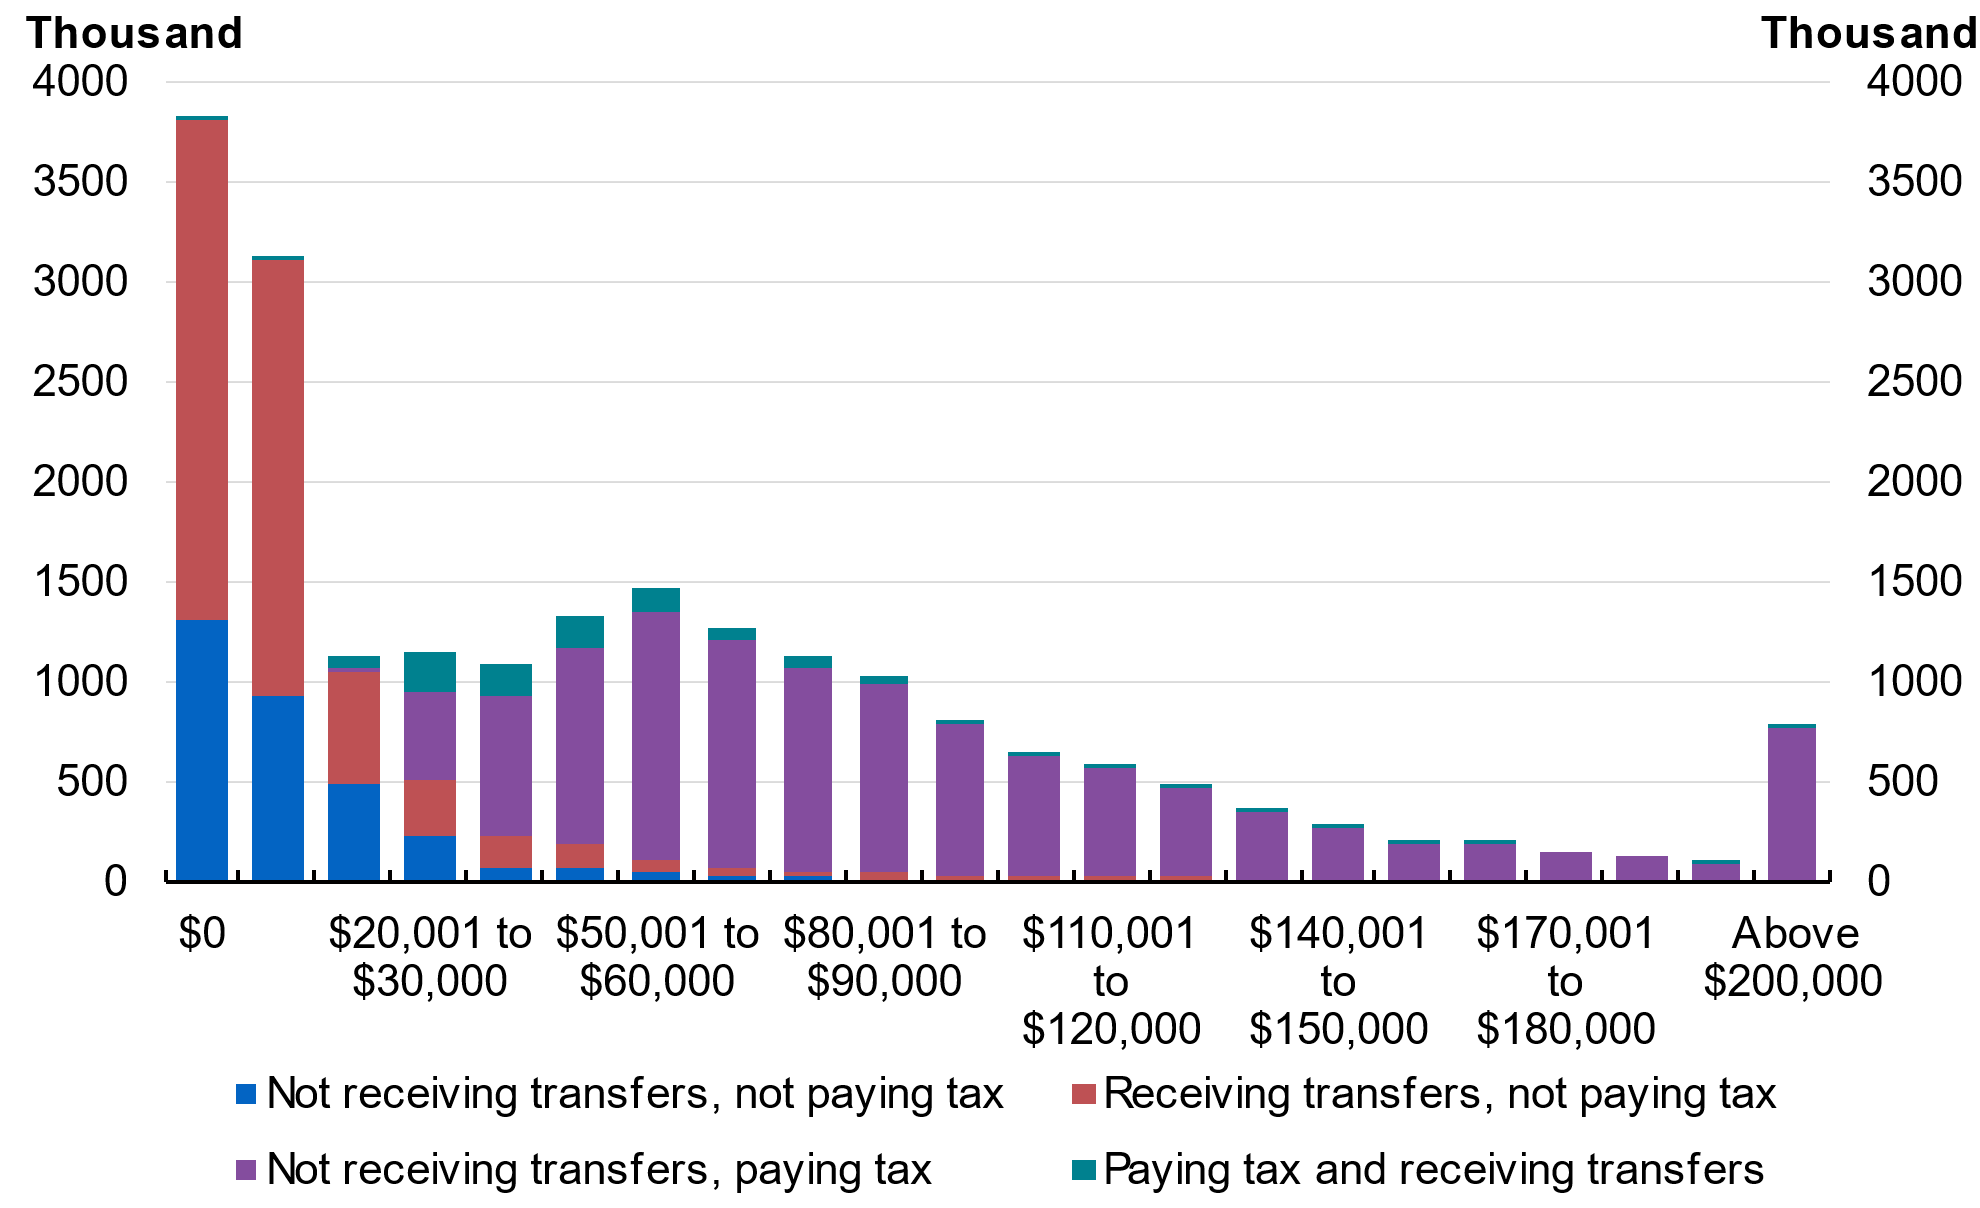 Thousand Thousand
4000 4000
3500 3500
3000 3000
2500 2500
2000 2000
1500 1500
1000 1000
500 500
0 0
$0 $20,001 to $50,001 to $80,001 to $110,001 $140,001 $170,001 Above
$30,000 $60,000 $90,000 to to to $200,000
$120,000 $150,000 $180,000
Not receiving transfers, not paying tax Receiving transfers, not paying tax
Not receiving transfers, paying tax Paying tax and receiving transfers